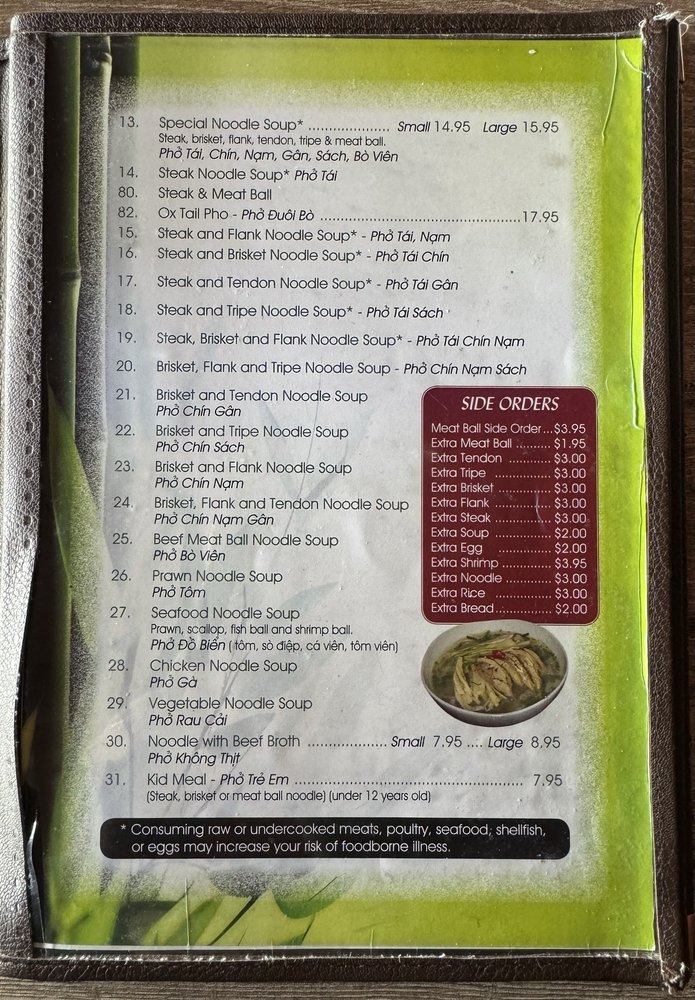 13. Special Noodle Soup* .................... Small 14.95 Large 15.95
Steak, brisket, flank, tendon, tripe & meat ball.
Phở Tái, Chín, Nạm, Gân, Sách, Bò Viên
14. Steak Noodle Soup* Phở Tái
80. Steak & Meat Ball
82. Ox Tail Pho - Phở Đuôi Bò ..................................................17.95
15. Steak and Flank Noodle Soup* - Phở Tái, Nạm
16. Steak and Brisket Noodle Soup* - Phở Tái Chín
17. Steak and Tendon Noodle Soup* - Phở Tái Gân
18. Steak and Tripe Noodle Soup* - Phở Tái Sách
19. Steak, Brisket and Flank Noodle Soup* - Phở Tái Chín Nạm
20. Brisket, Flank and Tripe Noodle Soup - Phở Chín Nạm Sách
21. Brisket and Tendon Noodle Soup
Phở Chín Gân
22. Brisket and Tripe Noodle Soup
Phở Chín Sách
23. Brisket and Flank Noodle Soup
Phở Chín Nạm
24. Brisket, Flank and Tendon Noodle Soup
Phở Chín Nạm Gân
25. Beef Meat Ball Noodle Soup
Phở Bò Viên
26. Prawn Noodle Soup
Phở Tôm
27. Seafood Noodle Soup
Prawn, scallop, fish ball and shrimp ball.
Phở Đồ Biển (tôm, sò điệp, cá viên, tôm viên)
28. Chicken Noodle Soup
Phở Gà
29. Vegetable Noodle Soup
Phở Rau Cải
30. Noodle with Beef Broth ................... Small 7.95 .... Large 8.95
Phở Không Thịt
31. Kid Meal - Phở Trẻ Em ...................................................... 7.95
(Steak, brisket or meat ball noodle) (under 12 years old)
SIDE ORDERS
Meat Ball Side Order...$3.95
Extra Meat Ball .......... $1.95
Extra Tendon ............ $3.00
Extra Tripe ................ $3.00
Extra Brisket .............. $3.00
Extra Flank ................ $3.00
Extra Steak ............... $3.00
Extra Soup ................ $2.00
Extra Egg .................. $2.00
Extra Shrimp ............. $3.95
Extra Noodle ............ $3.00
Extra Rice ................. $3.00
Extra Bread............... $2.00
* Consuming raw or undercooked meats, poultry, seafood, shellfish,
or eggs may increase your risk of foodborne illness.